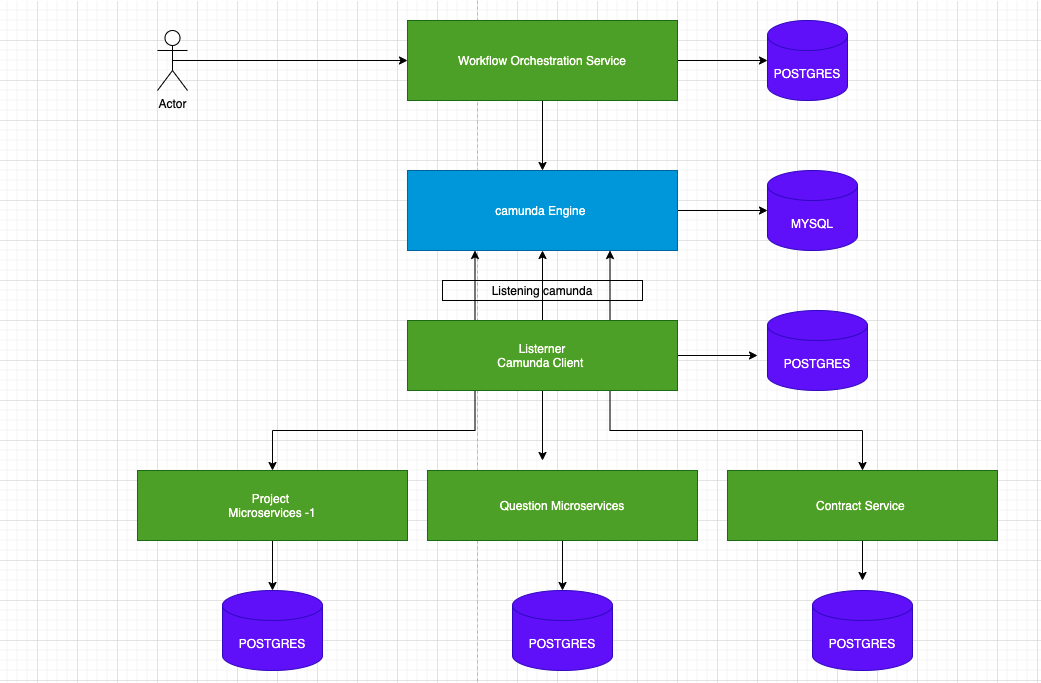 Workflow Orchestration Service
POSTGRES
Actor
camunda Engine
MYSQL
Listening camunda
Listerner
Camunda Client
POSTGRES
Project
Microservices -1
Question Microservices
Contract Service
POSTGRES
POSTGRES
POSTGRES